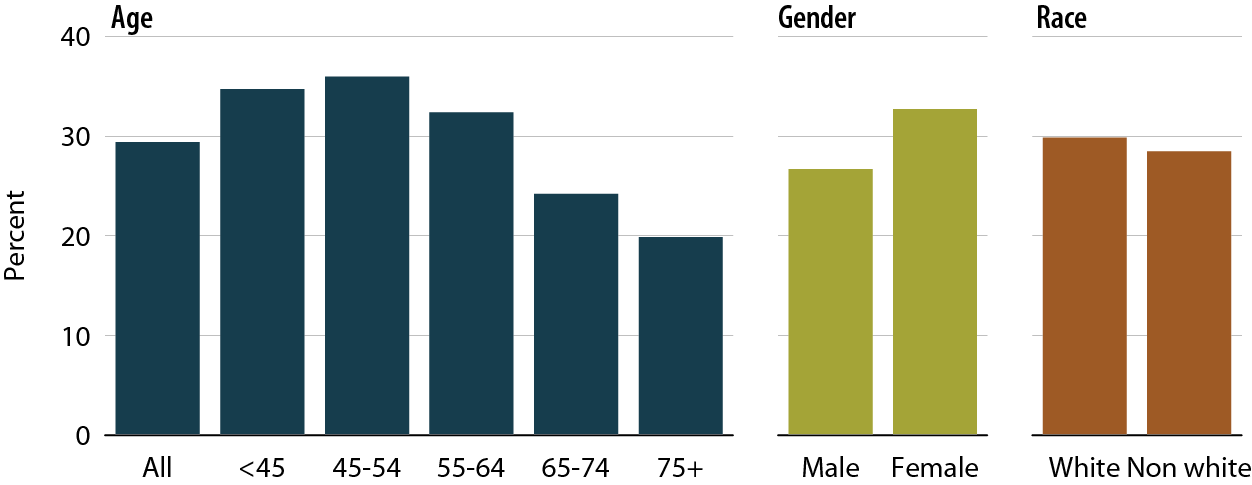 Age
Gender
Race
Percent
40
30
20
10
0
All <45 45-54 55-64 65-74 75+
Male Female
White Non white